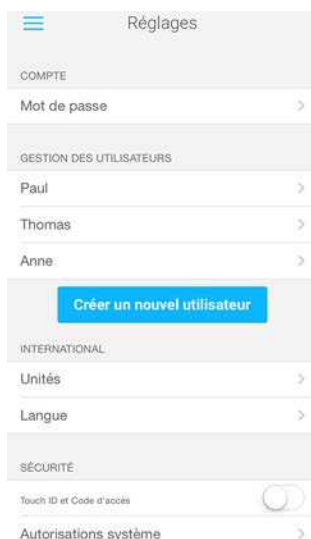 Réglages
COMPTE
Mot de passe
GESTION DES UTILISATEURS
Paul
Thomas
Anne
Créer un nouvel utilisateur
INTERNATIONAL
Unités
Langue
SÉCURITÉ
Touch ID et Code d'accès
Autorisations système